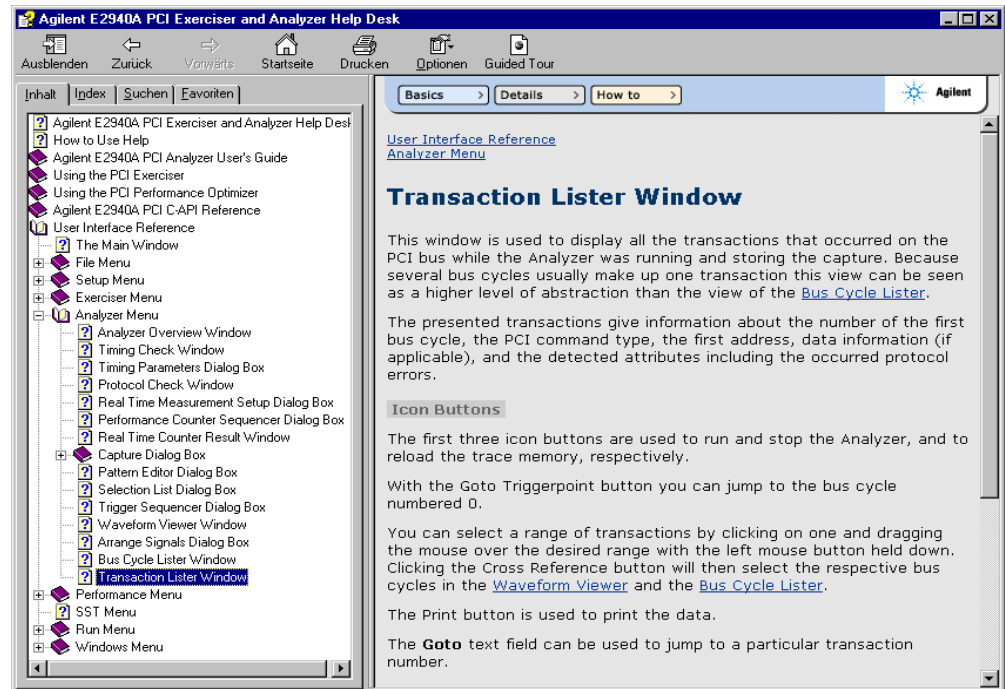 Agilent E2940A PCI Exerciser and Analyzer Help Desk
Ausblenden Zurück Vorwärts Startseite Drucken Optionen Guided Tour
Inhalt Index Suchen Favoriten
Agilent E2940A PCI Exerciser and Analyzer Help Desk
How to Use Help
Agilent E2940A PCI Analyzer User's Guide
Using the PCI Exerciser
Using the PCI Performance Optimizer
Agilent E2940A PCI C-API Reference
User Interface Reference
The Main Window
File Menu
Setup Menu
Exerciser Menu
Analyzer Menu
Analyzer Overview Window
Timing Check Window
Timing Parameters Dialog Box
Protocol Check Window
Real Time Measurement Setup Dialog Box
Performance Counter Sequencer Dialog Box
Real Time Counter Result Window
Capture Dialog Box
Pattern Editor Dialog Box
Selection List Dialog Box
Trigger Sequencer Dialog Box
Waveform Viewer Window
Arrange Signals Dialog Box
Bus Cycle Lister Window
Transaction Lister Window
Performance Menu
SST Menu
Run Menu
Windows Menu
Basics > Details > How to > Agilent
User Interface Reference
Analyzer Menu
Transaction Lister Window
This window is used to display all the transactions that occurred on the
PCI bus while the Analyzer was running and storing the capture. Because
several bus cycles usually make up one transaction this view can be seen
as a higher level of abstraction than the view of the Bus Cycle Lister.
The presented transactions give information about the number of the first
bus cycle, the PCI command type, the first address, data information (if
applicable), and the detected attributes including the occurred protocol
errors.
Icon Buttons
The first three icon buttons are used to run and stop the Analyzer, and to
reload the trace memory, respectively.
With the Goto Triggerpoint button you can jump to the bus cycle
numbered 0.
You can select a range of transactions by clicking on one and dragging
the mouse over the desired range with the left mouse button held down.
Clicking the Cross Reference button will then select the respective bus
cycles in the Waveform Viewer and the Bus Cycle Lister.
The Print button is used to print the data.
The Goto text field can be used to jump to a particular transaction
number.